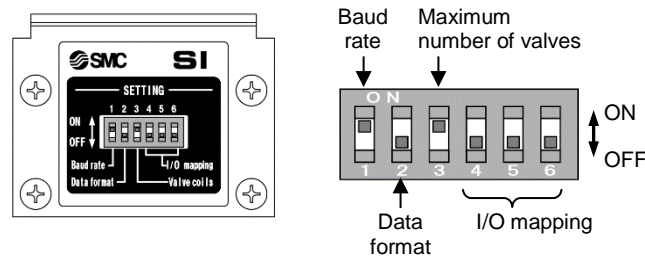 SMC SI
SETTING
1 2 3 4 5 6
ON
OFF
Baud rate
I/O mapping
Data format
Valve coils
Baud
rate
Maximum
number of valves
ON
1 2 3 4 5 6
ON
OFF
Data
format
I/O mapping